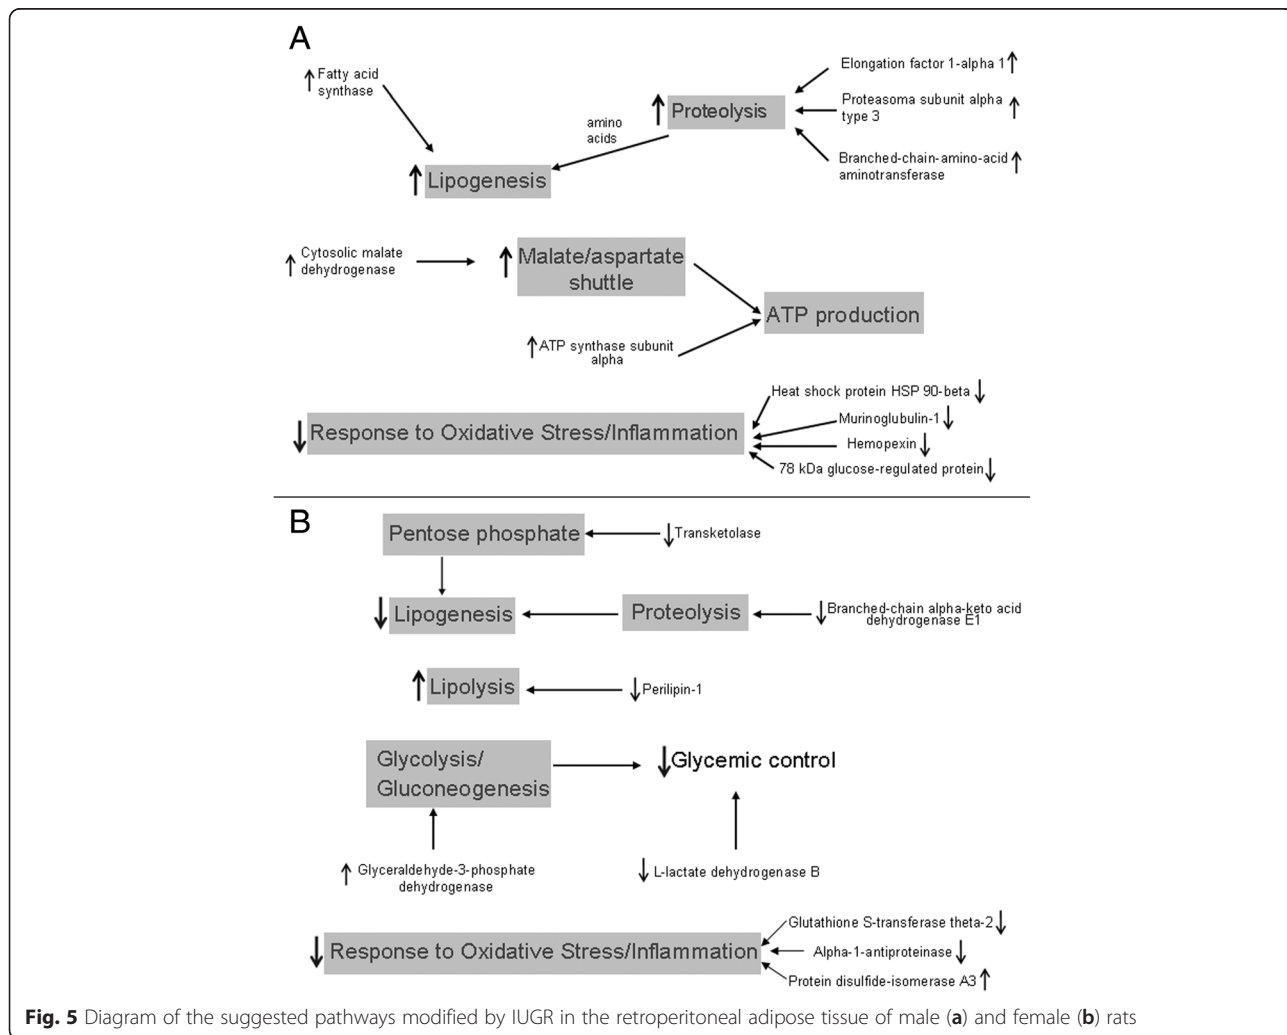 A
Fatty acid
synthase
Elongation factor 1-alpha 1
Proteolysis
Proteasoma subunit alpha
type 3
amino
acids
Branched-chain-amino-acid
aminotransferase
Lipogenesis
Cytosolic malate
dehydrogenase
Malate/aspartate
shuttle
ATP production
ATP synthase subunit
alpha
Heat shock protein HSP 90-beta
Murinoglubulin-1
Response to Oxidative Stress/Inflammation
Hemopexin
78 kDa glucose-regulated protein
B
Pentose phosphate
Transketolase
Lipogenesis
Proteolysis
Branched-chain alpha-keto acid
dehydrogenase E1
Lipolysis
Perilipin-1
Glycolysis/
Gluconeogenesis
Glycemic control
Glyceraldehyde-3-phosphate
dehydrogenase
L-lactate dehydrogenase B
Glutathione S-transferase theta-2
Response to Oxidative Stress/Inflammation
Alpha-1-antiproteinase
Protein disulfide-isomerase A3
Fig. 5 Diagram of the suggested pathways modified by IUGR in the retroperitoneal adipose tissue of male (a) and female (b) rats